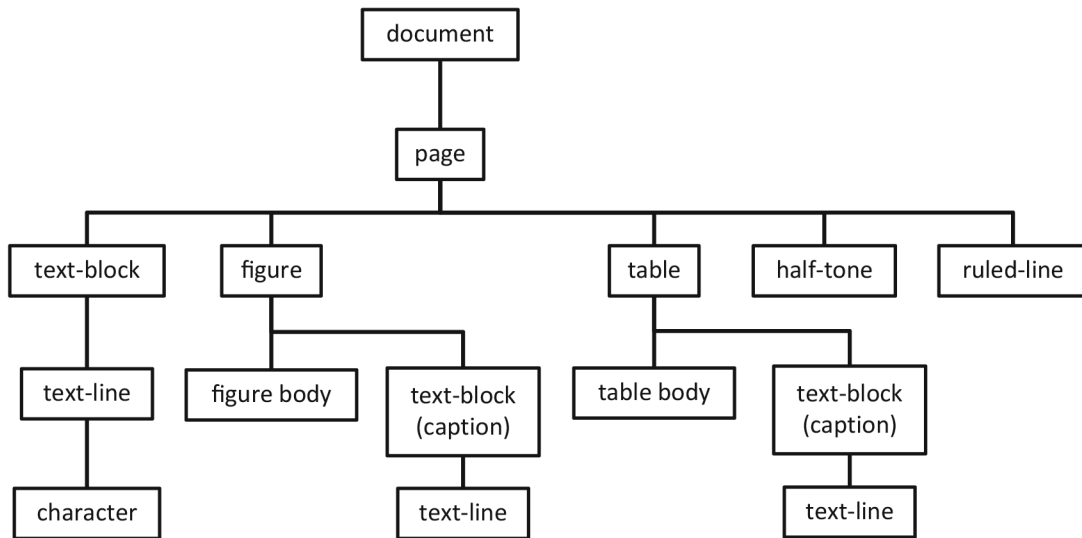 document
page
text-block
figure
table
half-tone
ruled-line
text-line
figure body
text-block
(caption)
table body
text-block
(caption)
character
text-line
text-line